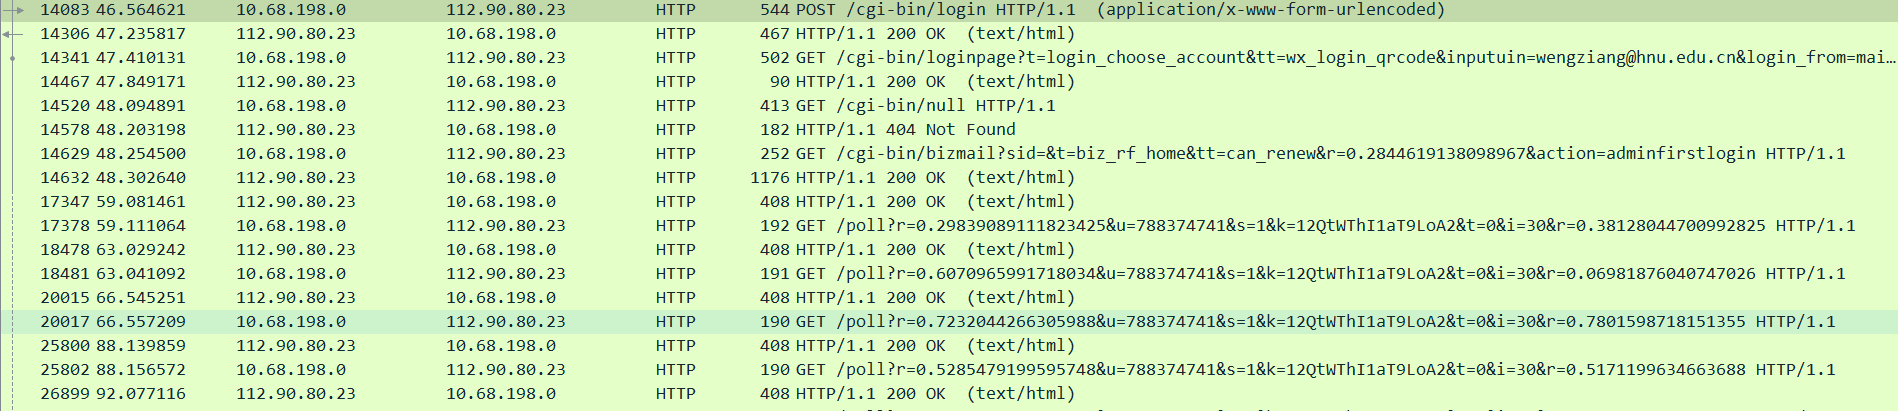 14083 46.564621 10.68.198.0 112.90.80.23 HTTP 544 POST /cgi-bin/login HTTP/1.1 (application/x-www-form-urlencoded)
14306 47.235817 112.90.80.23 10.68.198.0 HTTP 467 HTTP/1.1 200 OK (text/html)
14341 47.410131 10.68.198.0 112.90.80.23 HTTP 502 GET /cgi-bin/loginpage?t=login_choose_account&tt=wx_login_qrcode&inputuin=wengziang@hnu.edu.cn&login_from=mai…
14467 47.849171 112.90.80.23 10.68.198.0 HTTP 90 HTTP/1.1 200 OK (text/html)
14520 48.094891 10.68.198.0 112.90.80.23 HTTP 413 GET /cgi-bin/null HTTP/1.1
14578 48.203198 112.90.80.23 10.68.198.0 HTTP 182 HTTP/1.1 404 Not Found
14629 48.254500 10.68.198.0 112.90.80.23 HTTP 252 GET /cgi-bin/bizmail?sid=&t=biz_rf_home&tt=can_renew&r=0.2844619138098967&action=adminfirstlogin HTTP/1.1
14632 48.302640 112.90.80.23 10.68.198.0 HTTP 1176 HTTP/1.1 200 OK (text/html)
17347 59.081461 112.90.80.23 10.68.198.0 HTTP 408 HTTP/1.1 200 OK (text/html)
17378 59.111064 10.68.198.0 112.90.80.23 HTTP 192 GET /poll?r=0.29839089111823425&u=788374741&s=1&k=12QtWThI1aT9LoA2&t=0&i=30&r=0.38128044700992825 HTTP/1.1
18478 63.029242 112.90.80.23 10.68.198.0 HTTP 408 HTTP/1.1 200 OK (text/html)
18481 63.041092 10.68.198.0 112.90.80.23 HTTP 191 GET /poll?r=0.6070965991718034&u=788374741&s=1&k=12QtWThI1aT9LoA2&t=0&i=30&r=0.06981876040747026 HTTP/1.1
20015 66.545251 112.90.80.23 10.68.198.0 HTTP 408 HTTP/1.1 200 OK (text/html)
20017 66.557209 10.68.198.0 112.90.80.23 HTTP 190 GET /poll?r=0.7232044266305988&u=788374741&s=1&k=12QtWThI1aT9LoA2&t=0&i=30&r=0.7801598718151355 HTTP/1.1
25800 88.139859 112.90.80.23 10.68.198.0 HTTP 408 HTTP/1.1 200 OK (text/html)
25802 88.156572 10.68.198.0 112.90.80.23 HTTP 190 GET /poll?r=0.5285479199595748&u=788374741&s=1&k=12QtWThI1aT9LoA2&t=0&i=30&r=0.5171199634663688 HTTP/1.1
26899 92.077116 112.90.80.23 10.68.198.0 HTTP 408 HTTP/1.1 200 OK (text/html)